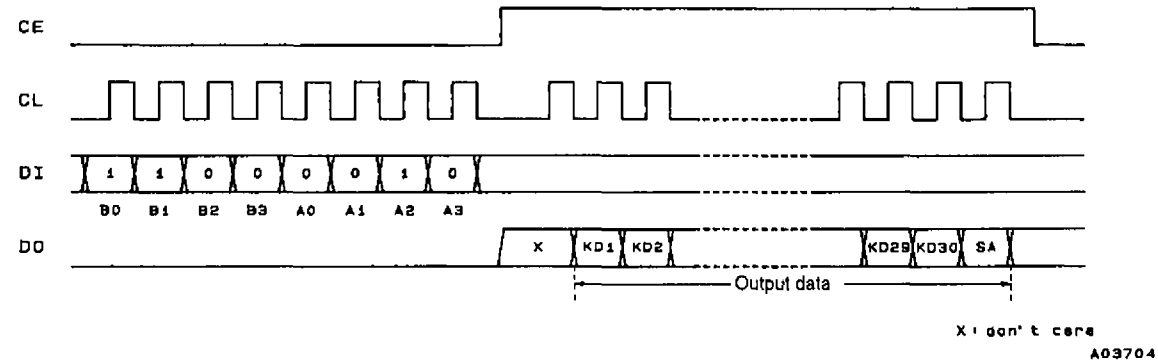 CE
CL
DI 1 1 0 0 0 0 1 0
B0 B1 B2 B3 A0 A1 A2 A3
DO X KD1 KD2 KD29 KD30 SA
Output data
X: don't care
A03704